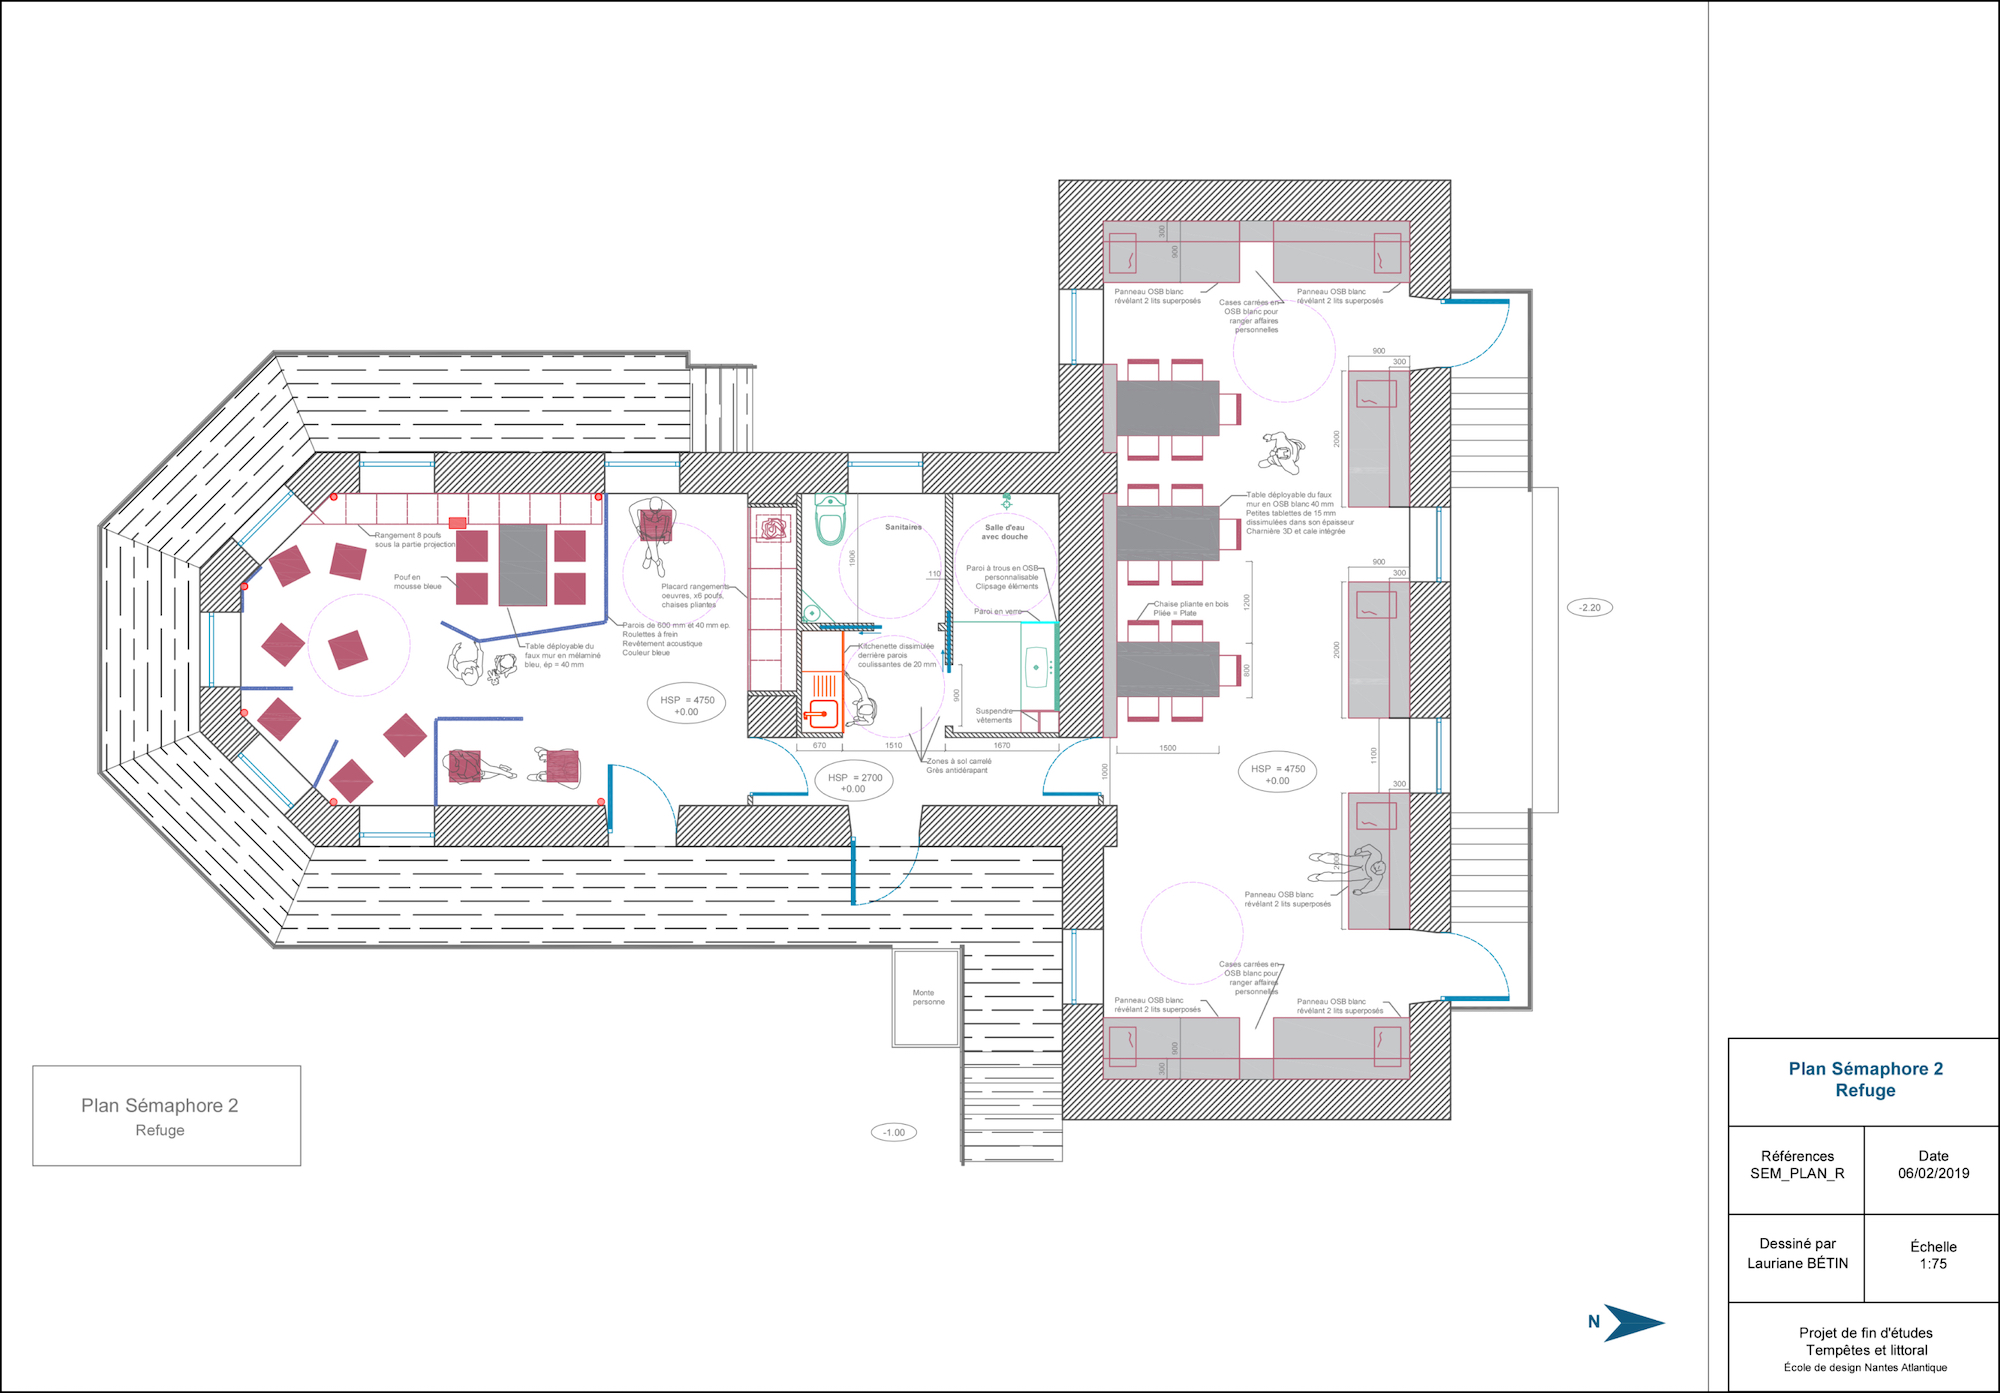 300
900
Panneau OSB blanc
révélant 2 lits superposés
Cases carrées en
OSB blanc pour
ranger affaires
personnelles
Panneau OSB blanc
révélant 2 lits superposés
900
300
2000
Table déployable du faux
mur en OSB blanc 40 mm
Petites tablettes de 15 mm
dissimulées dans son épaisseur
Charnière 3D et cale intégrée
Rangement 8 poufs
sous la partie projection
Pouf en
mousse bleue
Table déployable du
faux mur en mélaminé
bleu, ép = 40 mm
Parois de 600 mm et 40 mm ep.
Roulettes à frein
Revêtement acoustique
Couleur bleue
Placard rangements
oeuvres, x6 poufs,
chaises pliantes
HSP = 4750
+0.00
Sanitaires
1906
110
Salle d'eau
avec douche
Paroi à trous en OSB
personnalisable
Clipsage éléments
Paroi en verre
Kitchenette dissimulée
derrière parois
coulissantes de 20 mm
900
Suspendre
vêtements
670
1510
1670
Zones à sol carrelé
Grès antidérapant
HSP = 2700
+0.00
1000
Chaise pliante en bois
Pliée = Plate
1200
800
1500
900
300
2000
1100
HSP = 4750
+0.00
300
2000
Panneau OSB blanc
révélant 2 lits superposés
-2.20
Cases carrées en
OSB blanc pour
ranger affaires
personnelles
Panneau OSB blanc
révélant 2 lits superposés
Panneau OSB blanc
révélant 2 lits superposés
900
300
Monte
personne
-1.00
Plan Sémaphore 2
Refuge
N
Plan Sémaphore 2
Refuge
Références
SEM_PLAN_R
Date
06/02/2019
Dessiné par
Lauriane BÉTIN
Échelle
1:75
Projet de fin d'études
Tempêtes et littoral
École de design Nantes Atlantique